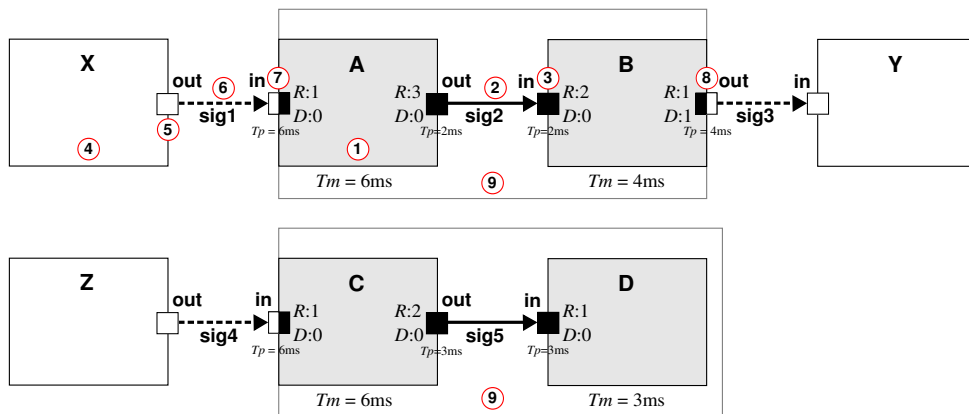 X
A
B
Y
out
in
out
in
out
in
6
7
2
3
8
R:1
R:3
R:2
R:1
sig1
D:0
D:0
sig2
D:0
D:1
sig3
5
Tp = 6ms
Tp=2ms
Tp=2ms
Tp = 4ms
4
1
Tm = 6ms
9
Tm = 4ms
Z
C
D
out
in
out
in
R:1
R:2
R:1
sig4
D:0
D:0
sig5
D:0
Tp = 6ms
Tp=3ms
Tp=3ms
Tm = 6ms
9
Tm = 3ms